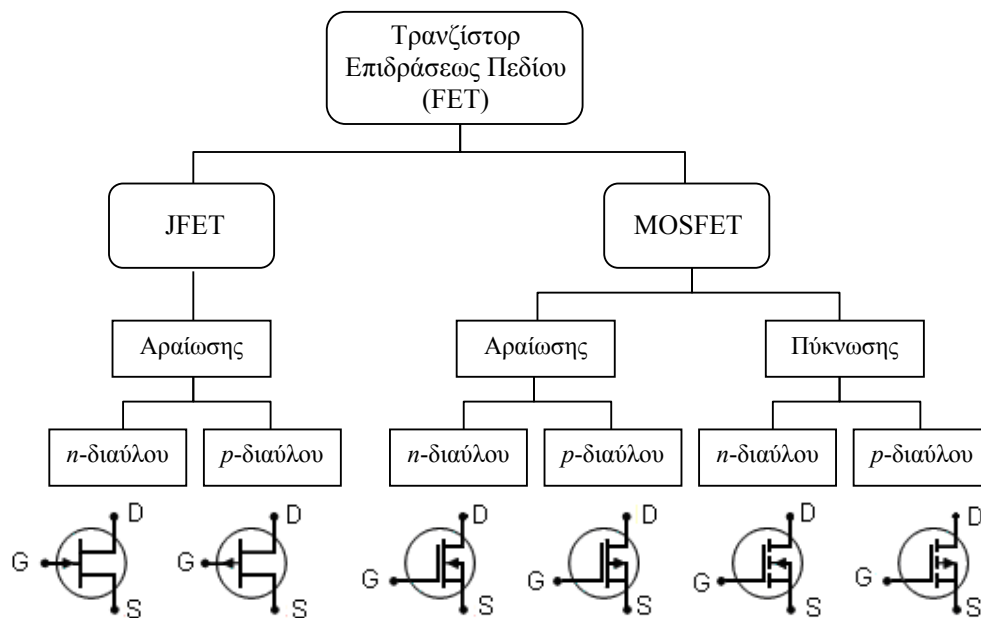 Τρανζίστορ
Επιδράσεως Πεδίου
(FET)
JFET
MOSFET
Αραίωσης
Αραίωσης
Πύκνωσης
n-διαύλου
p-διαύλου
n-διαύλου
p-διαύλου
n-διαύλου
p-διαύλου
D
D
D
D
D
D
G
G
G
G
G
G
S
S
S
S
S
S